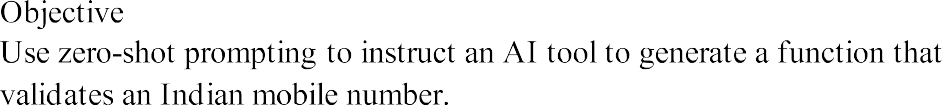 Objective
Use zero-shot prompting to instruct an AI tool to generate a function that
validates an Indian mobile number.